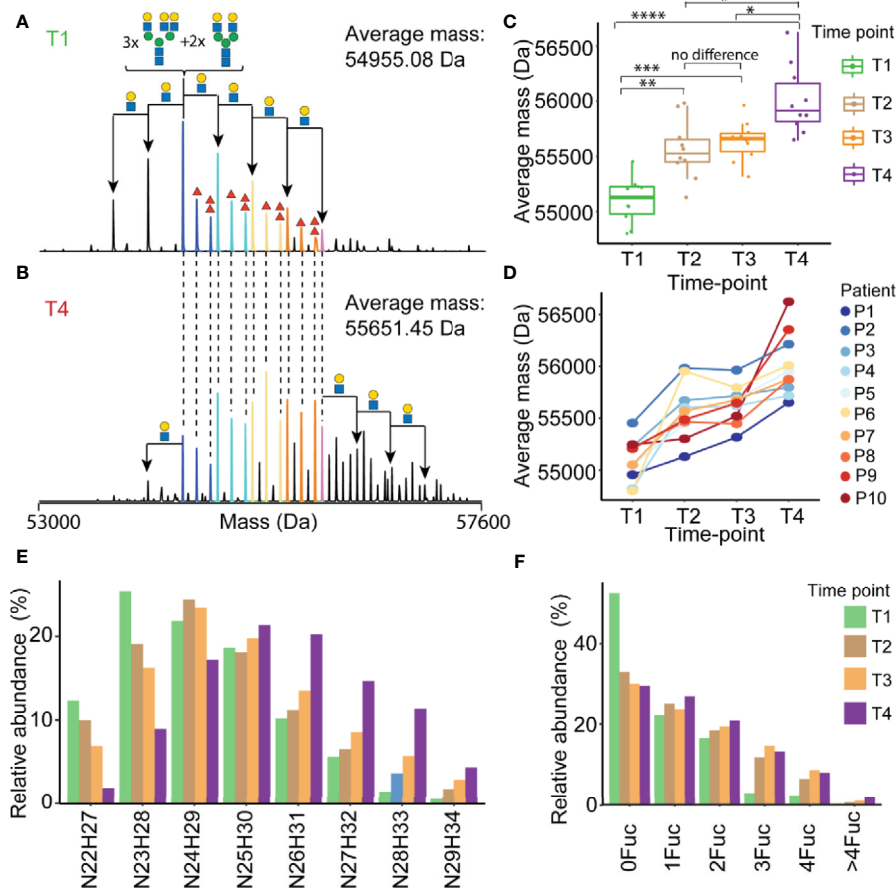 A
T1
3x
+2x
Average mass:
54955.08 Da
B
T4
Average mass:
55651.45 Da
53000
Mass (Da)
57600
C
Average mass (Da)
56500
56000
55500
55000
****
*
***
**
no difference
T1
T2
T3
T4
Time-point
Time point
T1
T2
T3
T4
D
Average mass (Da)
56500
56000
55500
55000
T1
T2
T3
T4
Time-point
Patient
P1
P2
P3
P4
P5
P6
P7
P8
P9
P10
E
Relative abundance (%)
20
10
0
N22H27
N23H28
N24H29
N25H30
N26H31
N27H32
N28H33
N29H34
F
Relative abundance (%)
40
20
0
0Fuc
1Fuc
2Fuc
3Fuc
4Fuc
>4Fuc
Time point
T1
T2
T3
T4